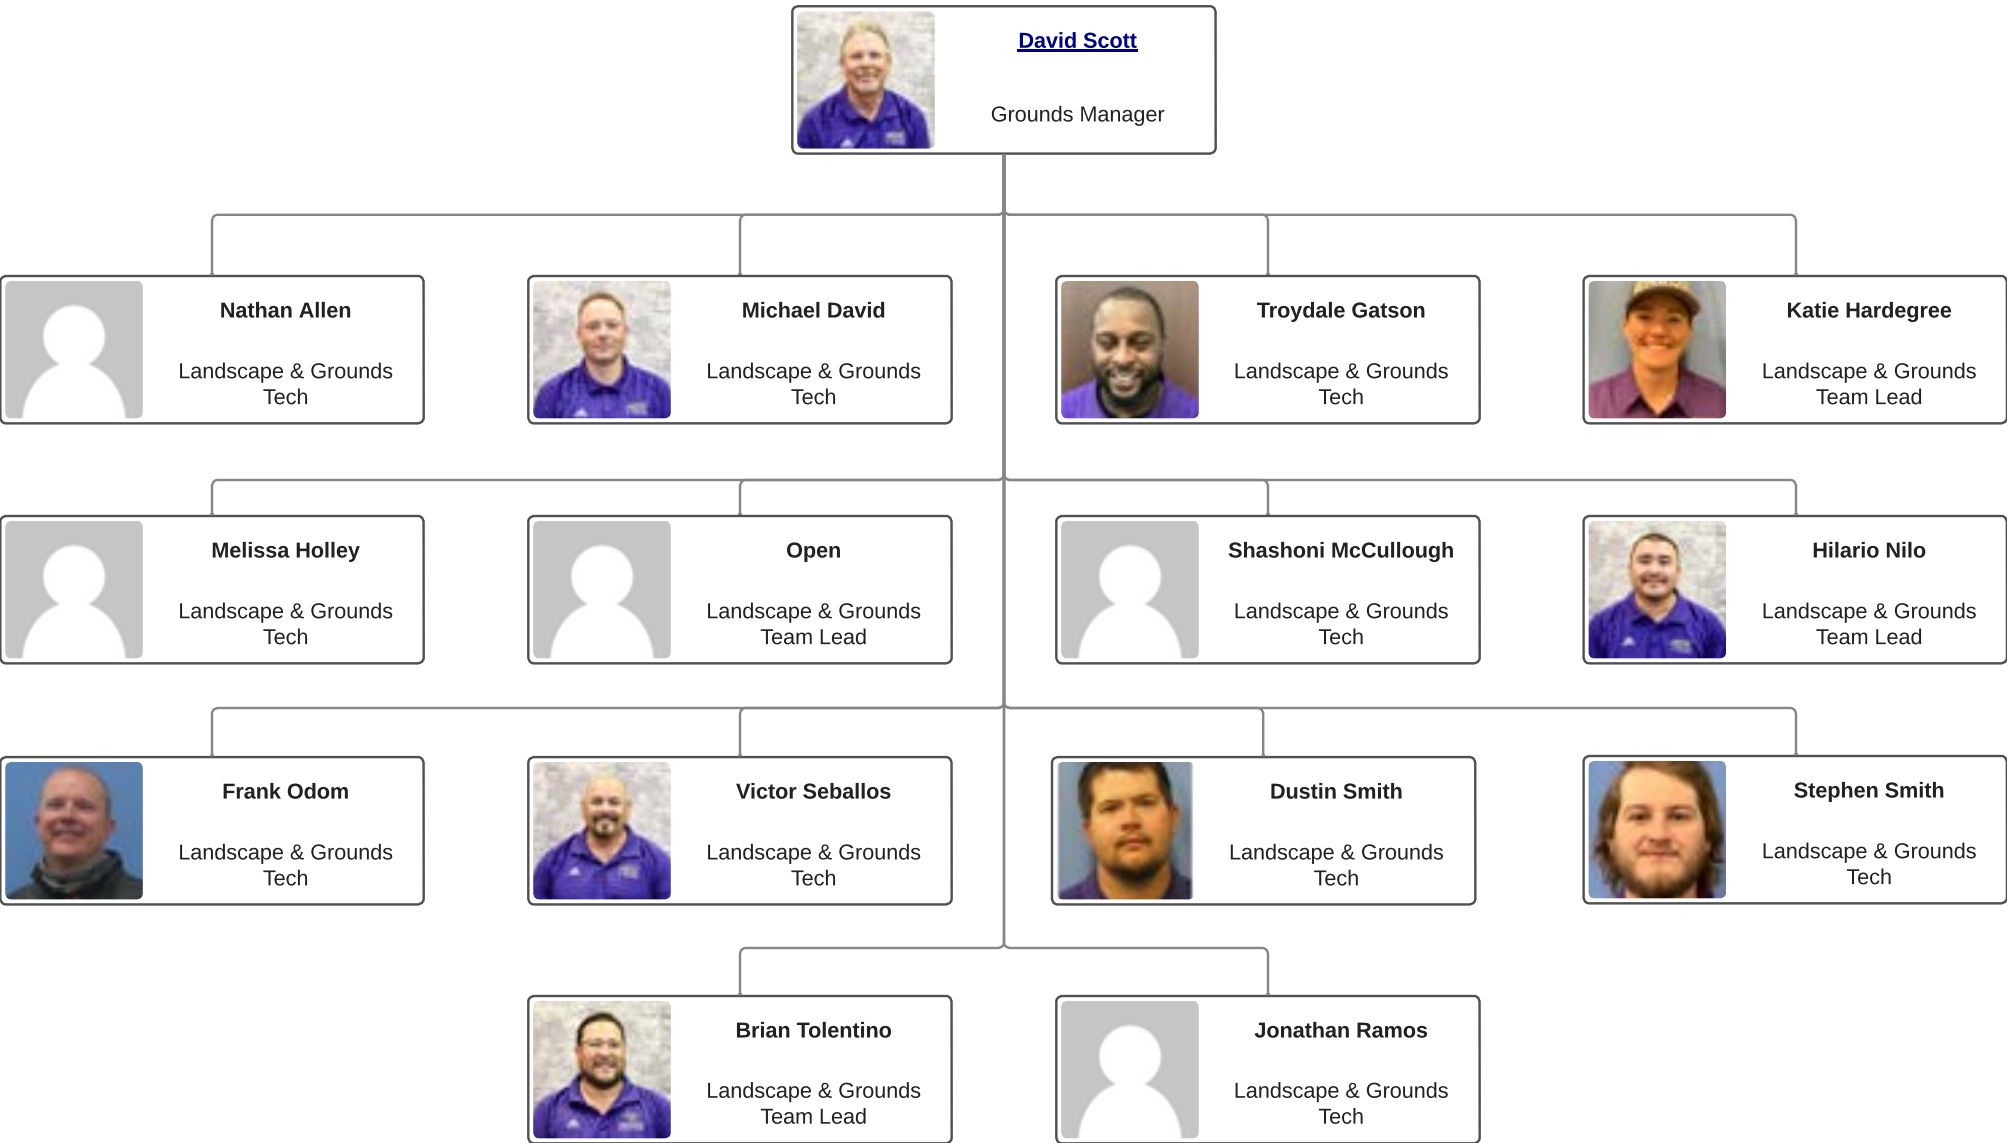 David Scott
Grounds Manager
Nathan Allen
Landscape & Grounds
Tech
Michael David
Landscape & Grounds
Tech
Troydale Gatson
Landscape & Grounds
Tech
Katie Hardegree
Landscape & Grounds
Team Lead
Melissa Holley
Landscape & Grounds
Tech
Open
Landscape & Grounds
Team Lead
Shashoni McCullough
Landscape & Grounds
Tech
Hilario Nilo
Landscape & Grounds
Team Lead
Frank Odom
Landscape & Grounds
Tech
Victor Seballos
Landscape & Grounds
Tech
Dustin Smith
Landscape & Grounds
Tech
Stephen Smith
Landscape & Grounds
Tech
Brian Tolentino
Landscape & Grounds
Team Lead
Jonathan Ramos
Landscape & Grounds
Tech